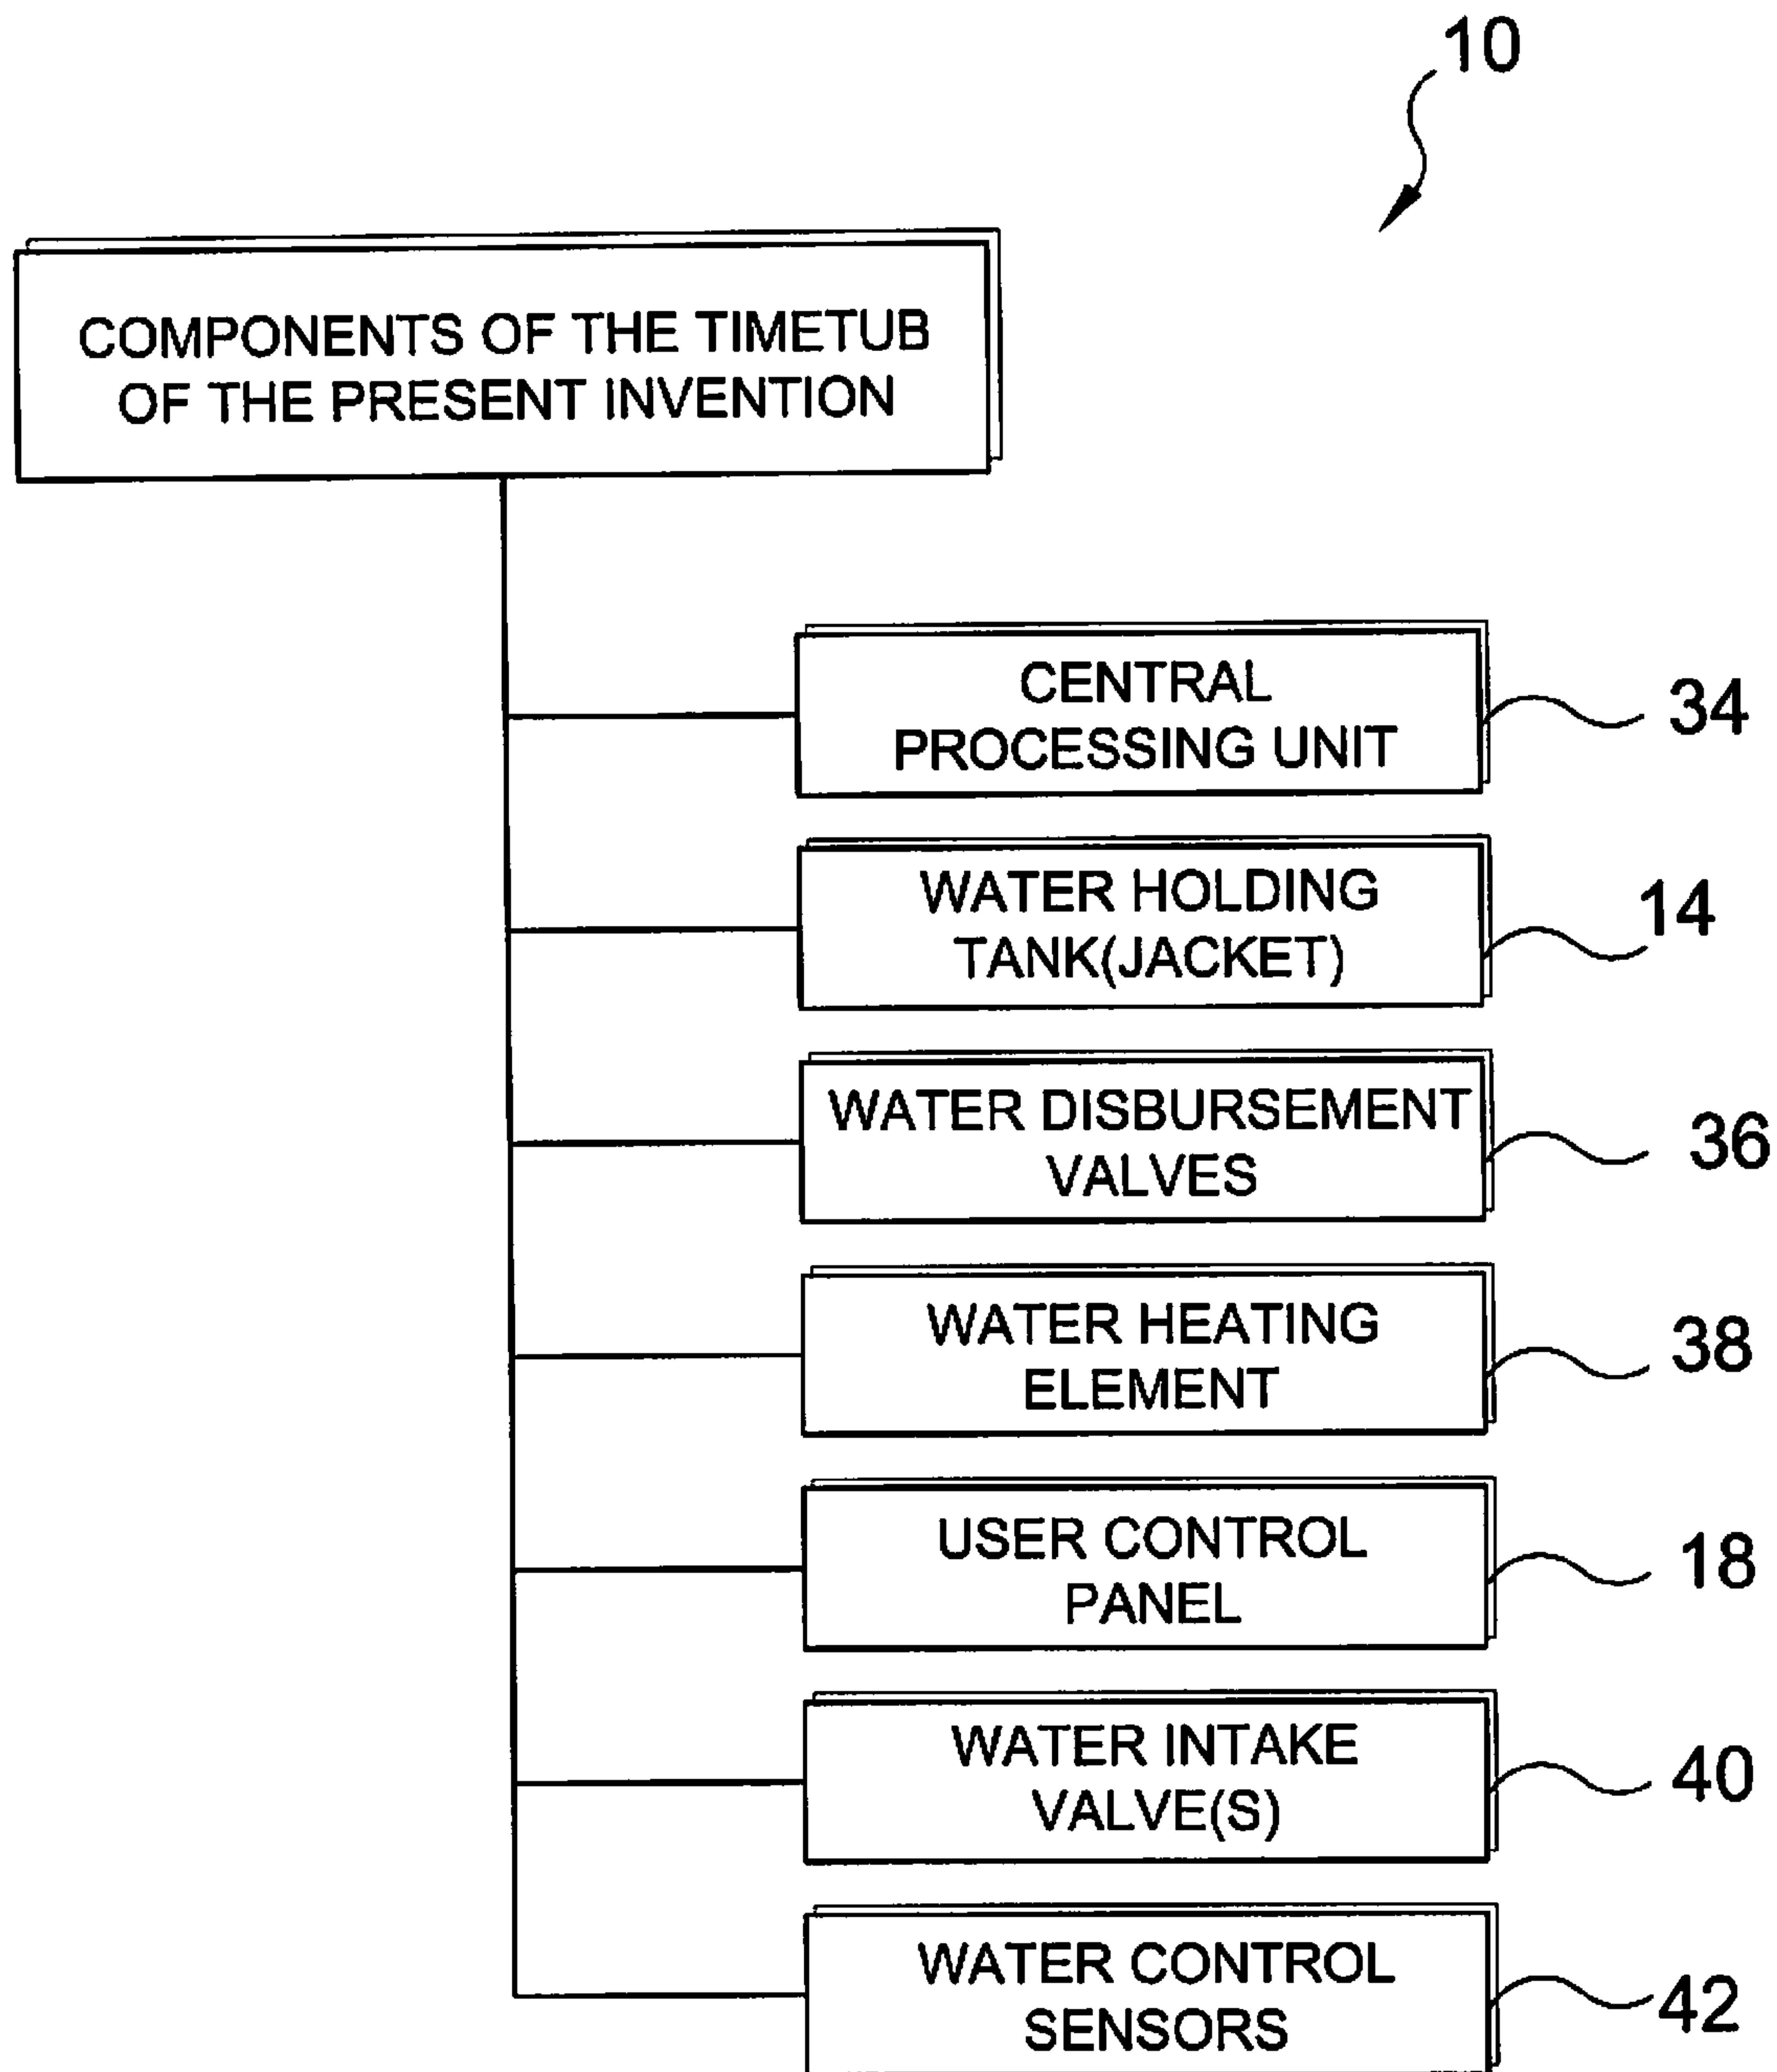 10
COMPONENTS OF THE TIMETUB
OF THE PRESENT INVENTION
CENTRAL
PROCESSING UNIT
34
WATER HOLDING
TANK(JACKET)
14
WATER DISBURSEMENT
VALVES
36
WATER HEATING
ELEMENT
38
USER CONTROL
PANEL
18
WATER INTAKE
VALVE(S)
40
WATER CONTROL
SENSORS
42